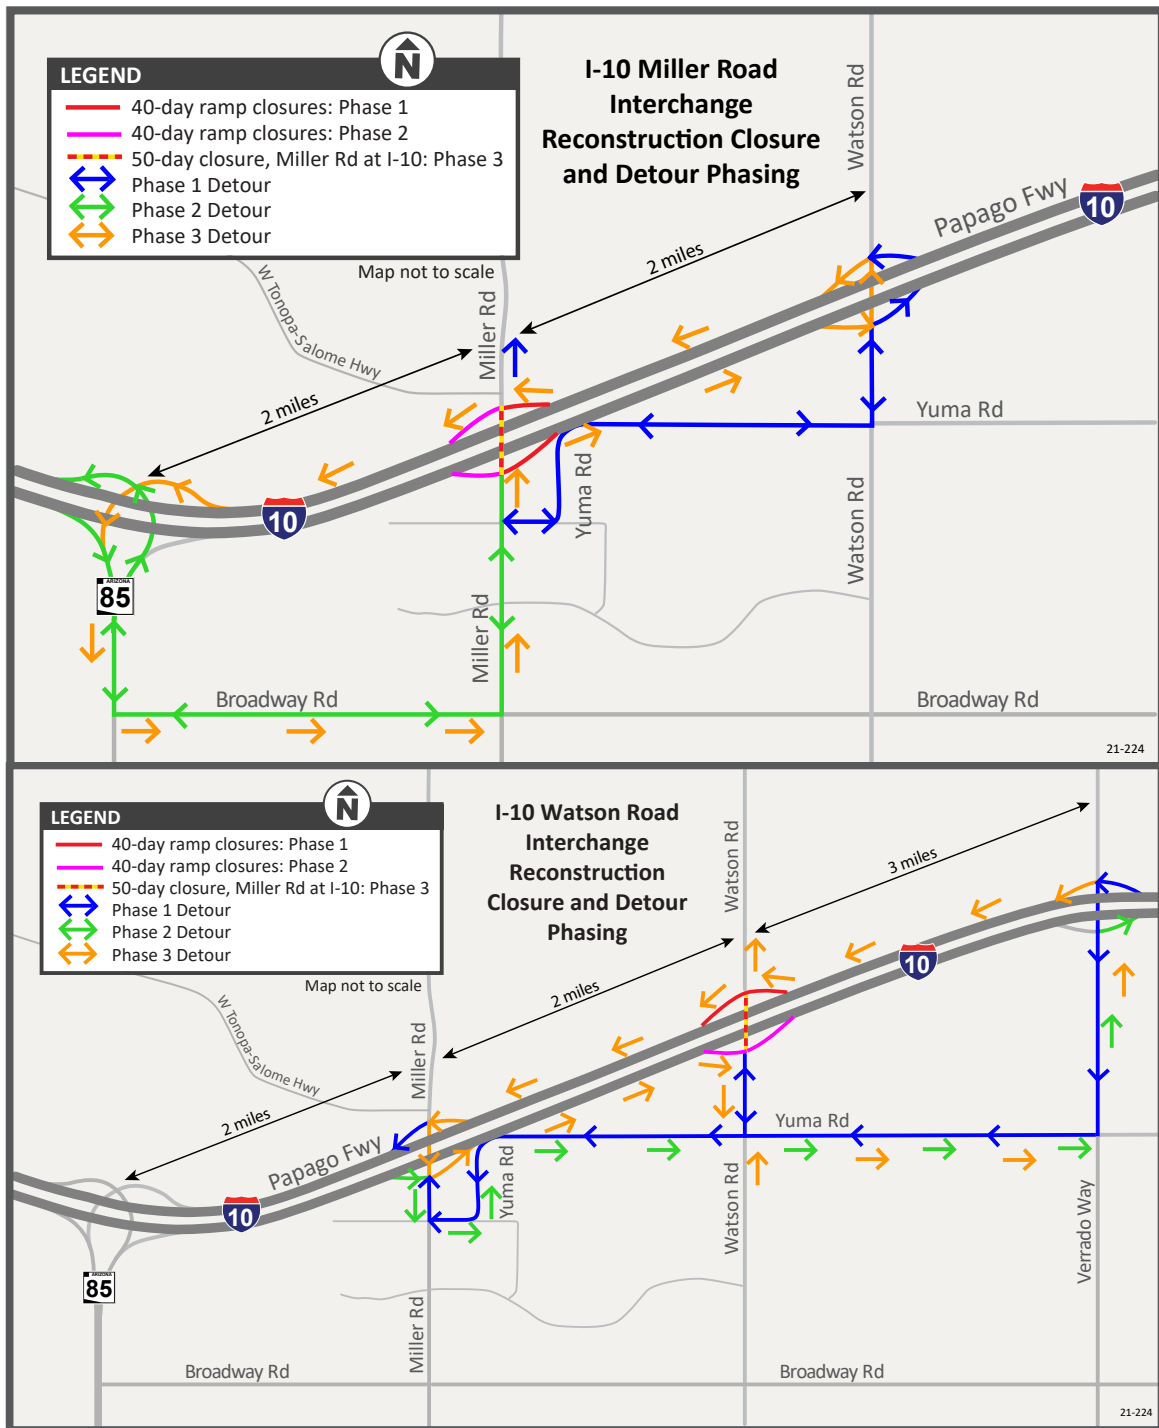 N
LEGEND
40-day ramp closures: Phase 1
40-day ramp closures: Phase 2
50-day closure, Miller Rd at I-10: Phase 3
Phase 1 Detour
Phase 2 Detour
Phase 3 Detour
Map not to scale
I-10 Miller Road
Interchange
Reconstruction Closure
and Detour Phasing
Watson Rd
Papago Fwy
10
2 miles
W Tonopa-Salome Hwy
Miller Rd
2 miles
Yuma Rd
Yuma Rd
10
Watson Rd
ARIZONA
85
Miller Rd
Broadway Rd
Broadway Rd
21-224
N
LEGEND
40-day ramp closures: Phase 1
40-day ramp closures: Phase 2
50-day closure, Miller Rd at I-10: Phase 3
Phase 1 Detour
Phase 2 Detour
Phase 3 Detour
Map not to scale
I-10 Watson Road
Interchange
Reconstruction
Closure and Detour
Phasing
Watson Rd
3 miles
10
2 miles
W Tonopa-Salome Hwy
Miller Rd
2 miles
Yuma Rd
Papago Fwy
Yuma Rd
Watson Rd
Verrado Way
10
ARIZONA
85
Miller Rd
Broadway Rd
Broadway Rd
21-224